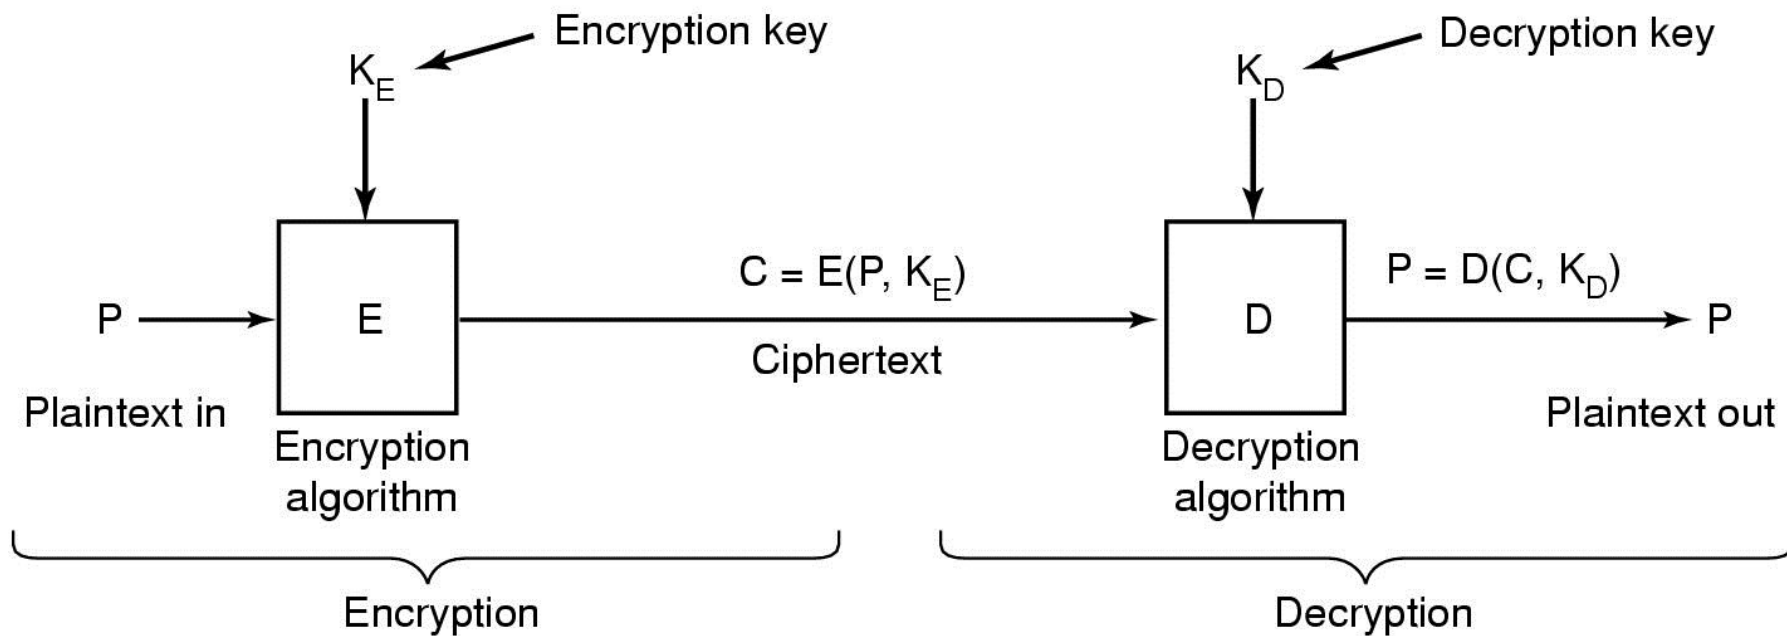 Encryption key
Decryption key
K_E
K_D
C = E(P, K_E)
P = D(C, K_D)
P
E
D
P
Ciphertext
Plaintext in
Plaintext out
Encryption
algorithm
Decryption
algorithm
Encryption
Decryption